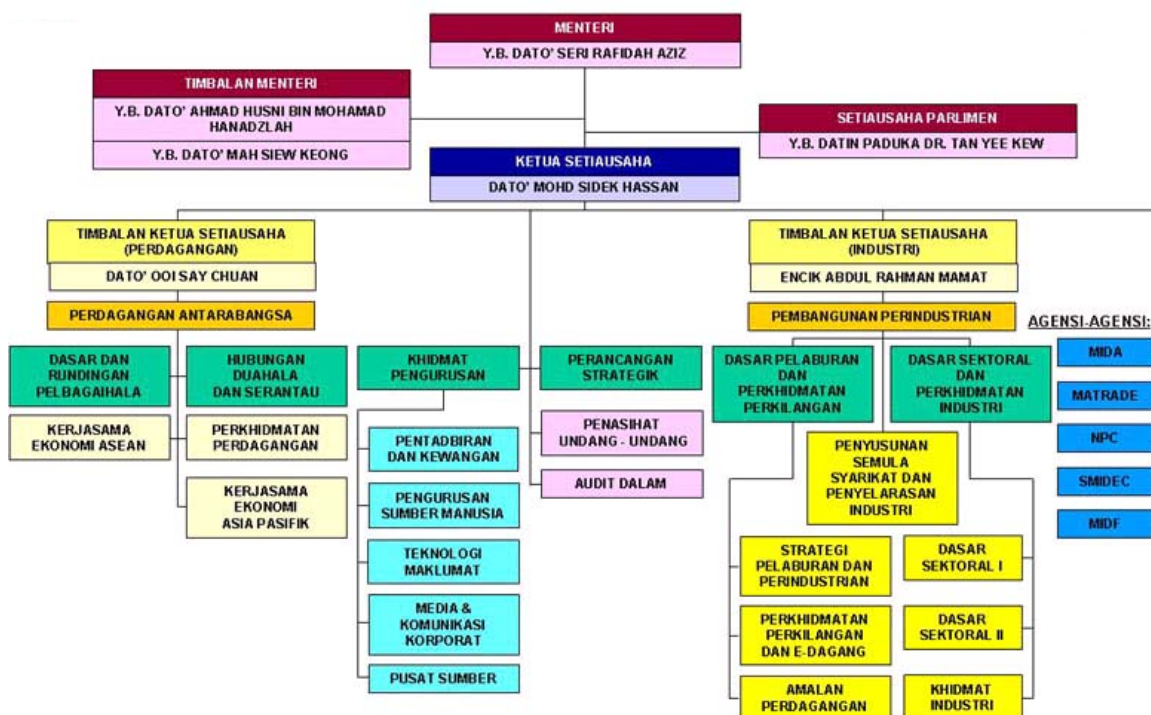 MENTERI
Y.B. DATO' SERI RAFIDAH AZIZ
TIMBALAN MENTERI
Y.B. DATO' AHMAD HUSNI BIN MOHAMAD
HANADZLAH
Y.B. DATO' MAH SIEW KEONG
SETIAUSAHA PARLIMEN
Y.B. DATIN PADUKA DR. TAN YEE KEW
KETUA SETIAUSAHA
DATO' MOHD SIDEK HASSAN
TIMBALAN KETUA SETIAUSAHA
(PERDAGANGAN)
DATO' OOI SAY CHUAN
PERDAGANGAN ANTARABANGSA
TIMBALAN KETUA SETIAUSAHA
(INDUSTRI)
ENCIK ABDUL RAHMAN MAMAT
PEMBANGUNAN PERINDUSTRIAN
AGENSI-AGENSI:
DASAR DAN
RUNDINGAN
PELBAGAIHALA
HUBUNGAN
DUAHALA
DAN SERANTAU
KERJASAMA
EKONOMI ASEAN
PERKHIDMATAN
PERDAGANGAN
KERJASAMA
EKONOMI
ASIA PASIFIK
KHIDMAT
PENGURUSAN
PERANCANGAN
STRATEGIK
PENTADBIRAN
DAN KEWANGAN
PENGURUSAN
SUMBER MANUSIA
TEKNOLOGI
MAKLUMAT
MEDIA &
KOMUNIKASI
KORPORAT
PUSAT SUMBER
PENASIHAT
UNDANG - UNDANG
AUDIT DALAM
DASAR PELABURAN
DAN
PERKHIDMATAN
PERKILANGAN
DASAR SEKTORAL
DAN
PERKHIDMATAN
INDUSTRI
PENYUSUNAN
SEMULA
SYARIKAT DAN
PENYELARASAN
INDUSTRI
STRATEGI
PELABURAN DAN
PERINDUSTRIAN
PERKHIDMATAN
PERKILANGAN
DAN E-DAGANG
AMALAN
PERDAGANGAN
DASAR
SEKTORAL I
DASAR
SEKTORAL II
KHIDMAT
INDUSTRI
MIDA
MATRADE
NPC
SMIDEC
MIDF